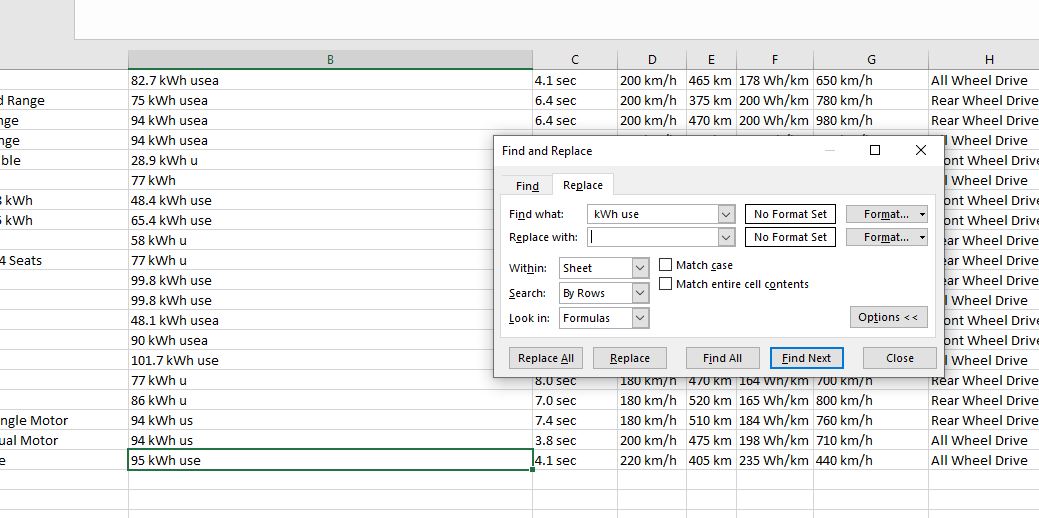 B C D E F G H
82.7 kWh usea 4.1 sec 200 km/h 465 km 178 Wh/km 650 km/h All Wheel Drive
d Range 75 kWh usea 6.4 sec 200 km/h 375 km 200 Wh/km 780 km/h Rear Wheel Drive
nge 94 kWh usea 6.4 sec 200 km/h 470 km 200 Wh/km 980 km/h Rear Wheel Drive
nge 94 kWh usea l Wheel Drive
ble 28.9 kWh u ont Wheel Drive
77 kWh l Wheel Drive
kWh 48.4 kWh use ont Wheel Drive
kWh 65.4 kWh use ont Wheel Drive
58 kWh u ear Wheel Drive
4 Seats 77 kWh u ear Wheel Drive
99.8 kWh use ear Wheel Drive
99.8 kWh use l Wheel Drive
48.1 kWh usea ont Wheel Drive
90 kWh usea ear Wheel Drive
101.7 kWh use l Wheel Drive
77 kWh u 8.0 sec 180 km/h 470 km 164 Wh/km 700 km/h Rear Wheel Drive
86 kWh u 7.0 sec 180 km/h 520 km 165 Wh/km 800 km/h Rear Wheel Drive
ngle Motor 94 kWh us 7.4 sec 180 km/h 510 km 184 Wh/km 760 km/h Rear Wheel Drive
ual Motor 94 kWh us 3.8 sec 200 km/h 475 km 198 Wh/km 710 km/h All Wheel Drive
e 95 kWh use 4.1 sec 220 km/h 405 km 235 Wh/km 440 km/h All Wheel Drive
Find and Replace
Find Replace
Find what: kWh use No Format Set Format...
Replace with: No Format Set Format...
Within: Sheet Match case
Match entire cell contents
Search: By Rows
Look in: Formulas Options <<
Replace All Replace Find All Find Next Close